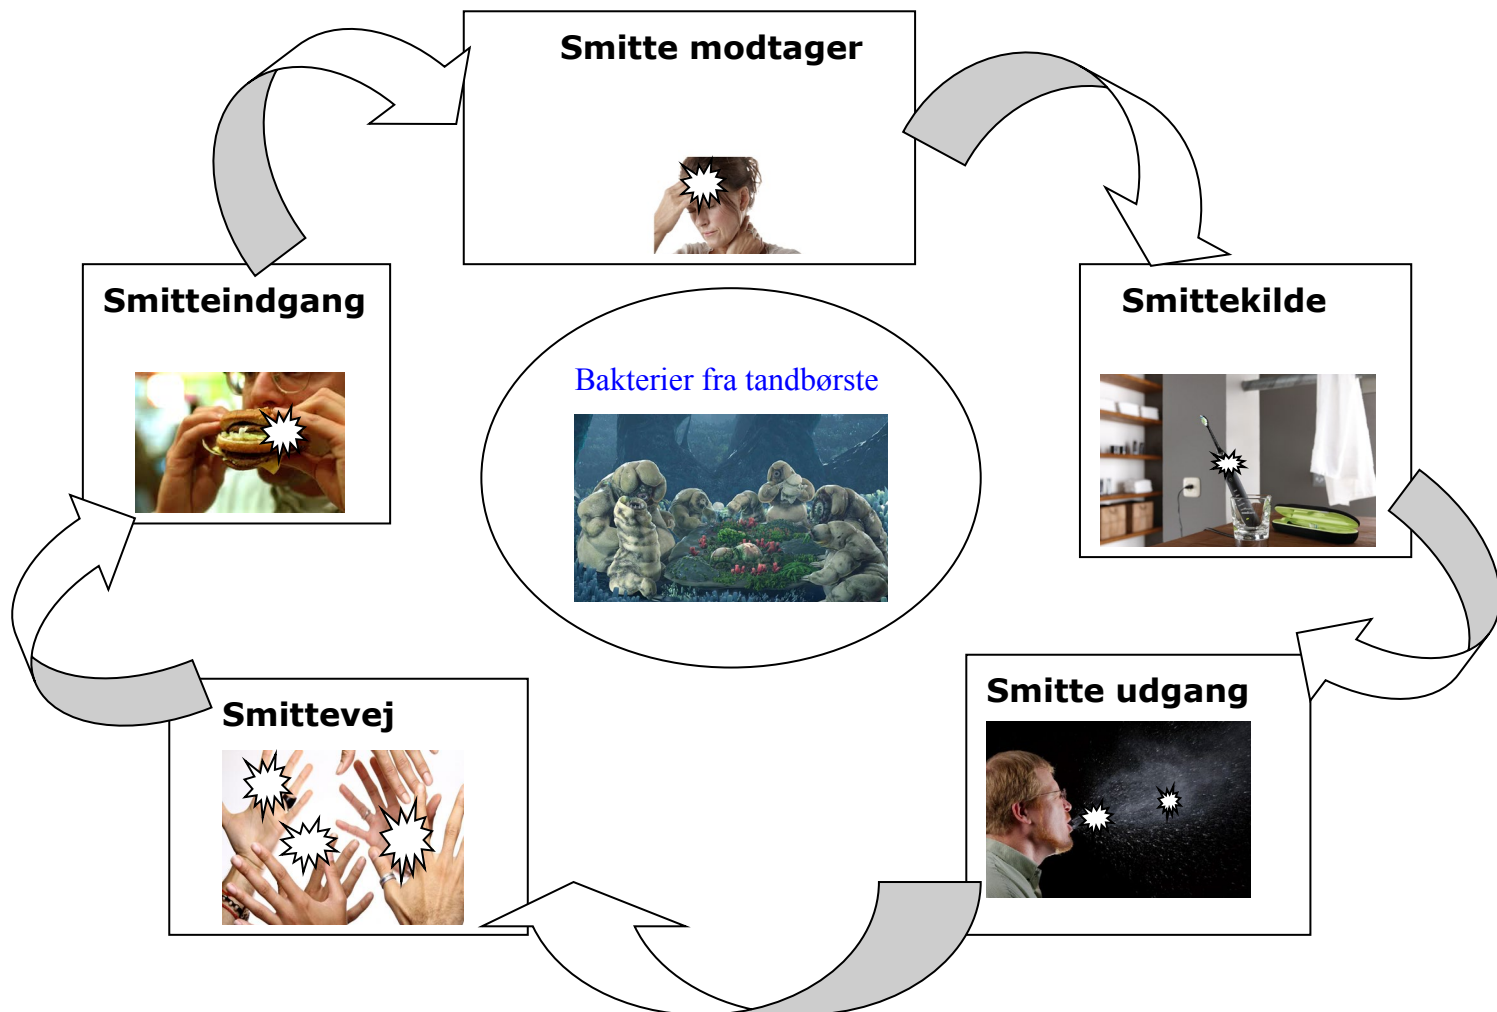 Smitte modtager
Smitteindgang
Smittekilde
Bakterier fra tandbørste
Smittevej
Smitte udgang